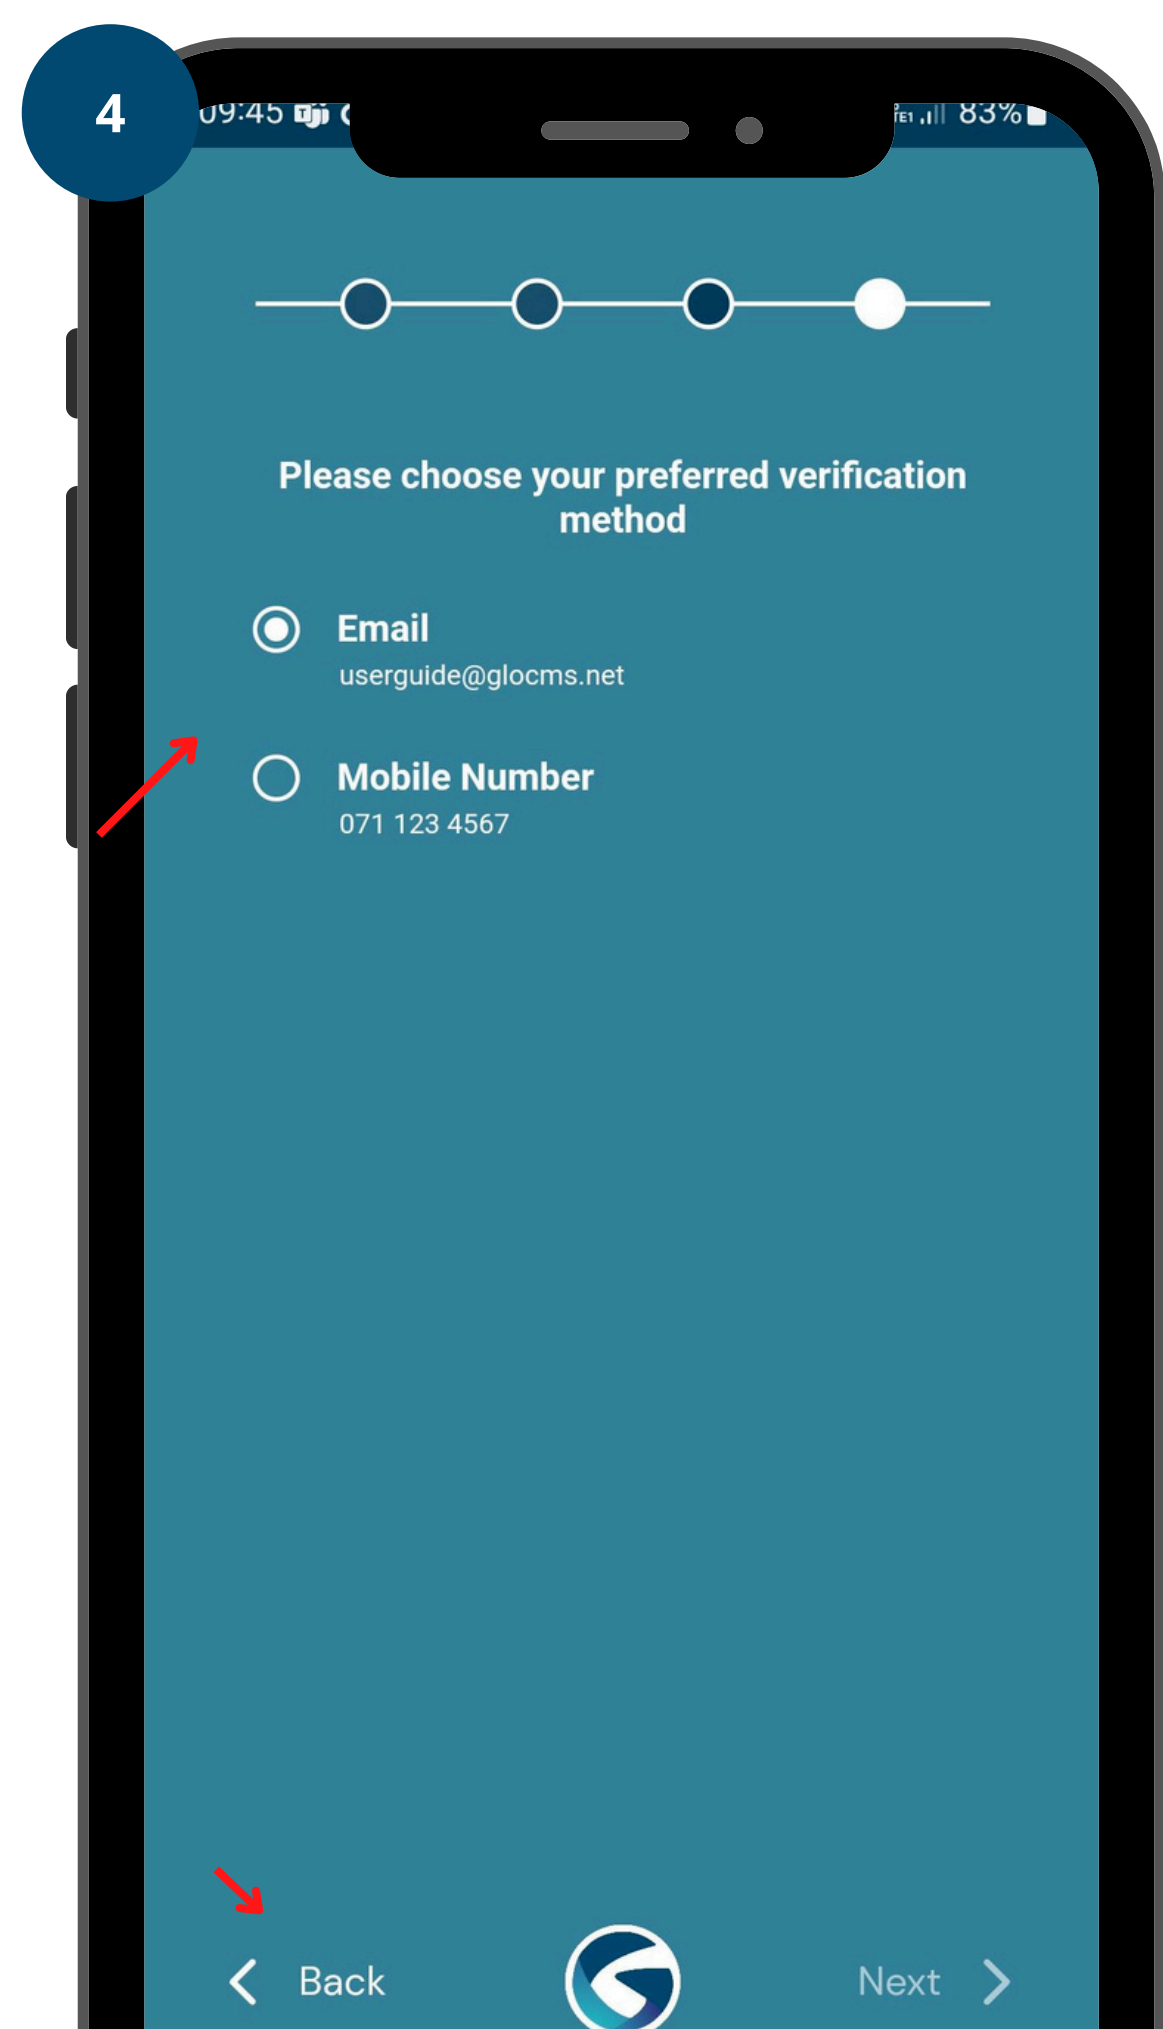 4
09:45
83%
Please choose your preferred verification
method
Email
userguide@glocms.net
Mobile Number
071 123 4567
Back
Next